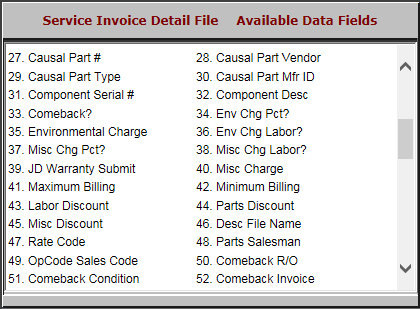 Service Invoice Detail File    Available Data Fields
27. Causal Part #    28. Causal Part Vendor
29. Causal Part Type    30. Causal Part Mfr ID
31. Component Serial #    32. Component Desc
33. Comeback?    34. Env Chg Pct?
35. Environmental Charge    36. Env Chg Labor?
37. Misc Chg Pct?    38. Misc Chg Labor?
39. JD Warranty Submit    40. Misc Charge
41. Maximum Billing    42. Minimum Billing
43. Labor Discount    44. Parts Discount
45. Misc Discount    46. Desc File Name
47. Rate Code    48. Parts Salesman
49. OpCode Sales Code    50. Comeback R/O
51. Comeback Condition    52. Comeback Invoice